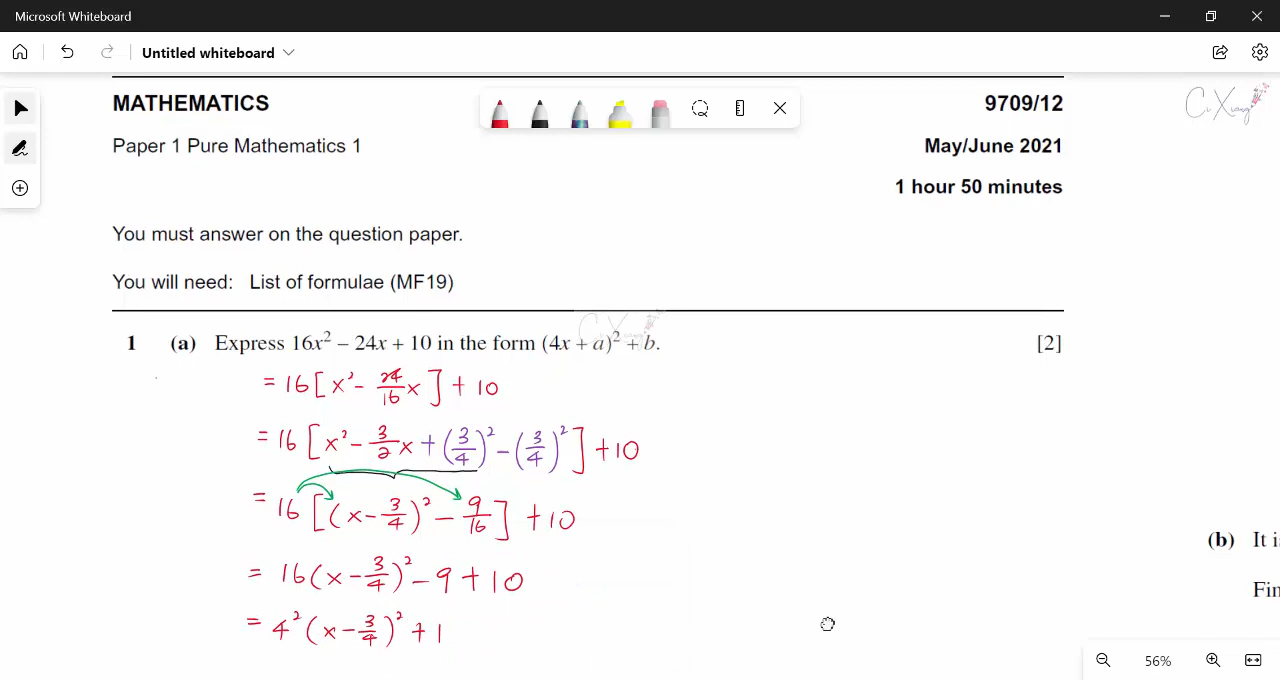 Microsoft Whiteboard
Untitled whiteboard
MATHEMATICS 9709/12
Paper 1 Pure Mathematics 1 May/June 2021
1 hour 50 minutes
You must answer on the question paper.
You will need: List of formulae (MF19)
1 (a) Express 16x² − 24x + 10 in the form (4x + a)² + b. [2]
= 16[x² − 24/16 x] + 10
= 16[x² − 3/2 x + (3/4)² − (3/4)²] + 10
= 16[(x − 3/4)² − 9/16] + 10
(b) It i
= 16(x − 3/4)² − 9 + 10
Fin
= 4²(x − 3/4)² + 1
56%